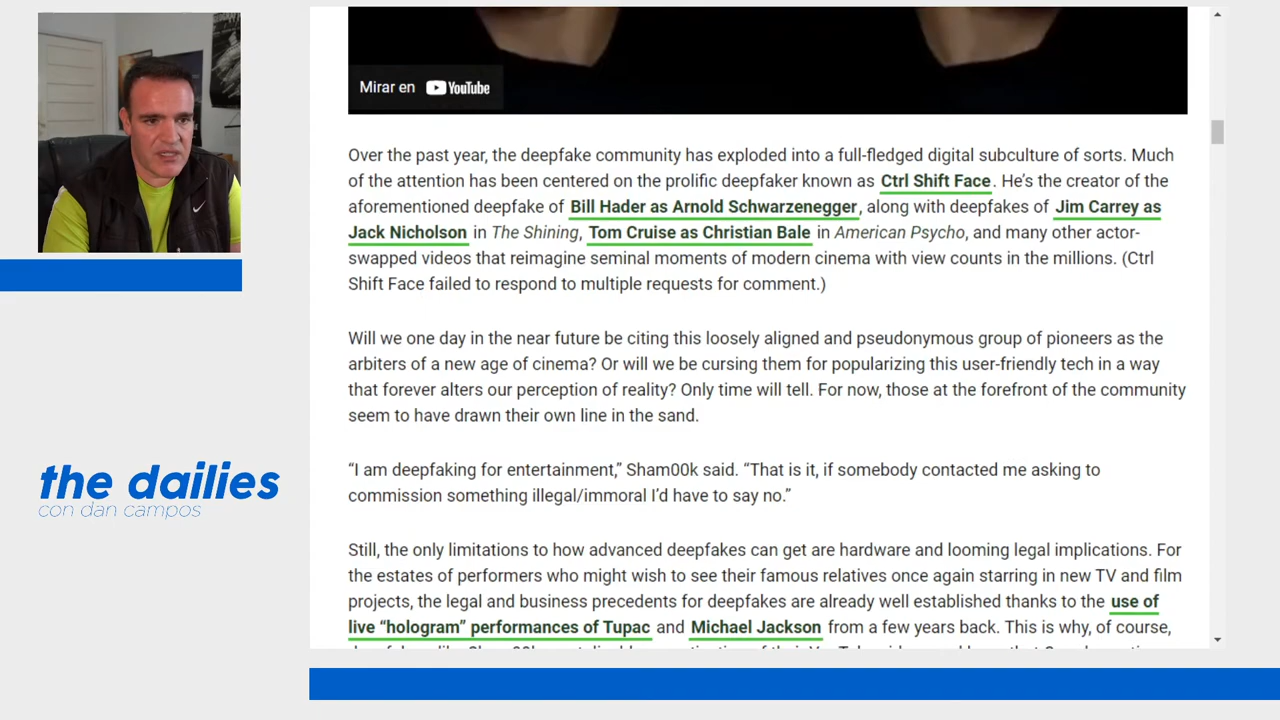 Mirar en YouTube
Over the past year, the deepfake community has exploded into a full-fledged digital subculture of sorts. Much
of the attention has been centered on the prolific deepfaker known as Ctrl Shift Face. He’s the creator of the
aforementioned deepfake of Bill Hader as Arnold Schwarzenegger, along with deepfakes of Jim Carrey as
Jack Nicholson in The Shining, Tom Cruise as Christian Bale in American Psycho, and many other actor-
swapped videos that reimagine seminal moments of modern cinema with view counts in the millions. (Ctrl
Shift Face failed to respond to multiple requests for comment.)
Will we one day in the near future be citing this loosely aligned and pseudonymous group of pioneers as the
arbiters of a new age of cinema? Or will we be cursing them for popularizing this user-friendly tech in a way
that forever alters our perception of reality? Only time will tell. For now, those at the forefront of the community
seem to have drawn their own line in the sand.
“I am deepfaking for entertainment,” Sham00k said. “That is it, if somebody contacted me asking to
commission something illegal/immoral I’d have to say no.”
Still, the only limitations to how advanced deepfakes can get are hardware and looming legal implications. For
the estates of performers who might wish to see their famous relatives once again starring in new TV and film
projects, the legal and business precedents for deepfakes are already well established thanks to the use of
live “hologram” performances of Tupac and Michael Jackson from a few years back. This is why, of course,
the dailies
con dan campos